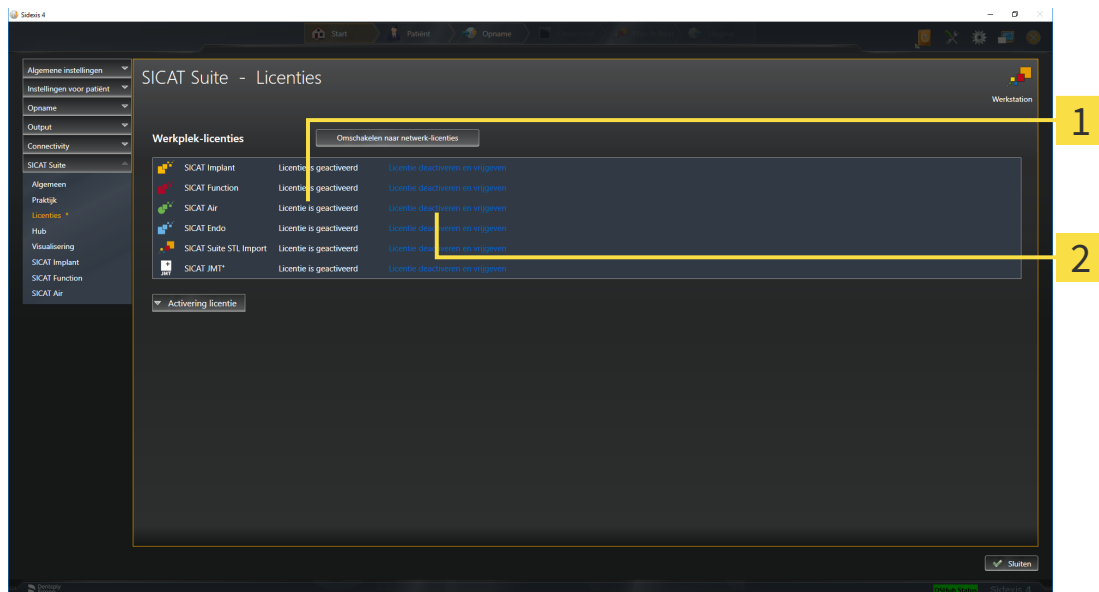 Sidexis 4
Start Patiënt Opname
Algemene instellingen
Instellingen voor patiënt
Opname
Output
Connectivity
SICAT Suite
Algemeen
Praktijk
Licenties *
Hub
Visualisering
SICAT Implant
SICAT Function
SICAT Air
SICAT Suite - Licenties
Werkstation
Werkplek-licenties Omschakelen naar netwerk-licenties
SICAT Implant Licentie is geactiveerd Licentie deactiveren en vrijgeven
SICAT Function Licentie is geactiveerd Licentie deactiveren en vrijgeven
SICAT Air Licentie is geactiveerd Licentie deactiveren en vrijgeven
SICAT Endo Licentie is geactiveerd Licentie deactiveren en vrijgeven
SICAT Suite STL Import Licentie is geactiveerd Licentie deactiveren en vrijgeven
JMT SICAT JMT⁺ Licentie is geactiveerd Licentie deactiveren en vrijgeven
Activering licentie
1
2
Sluiten
Dentsply
Sidexis 4